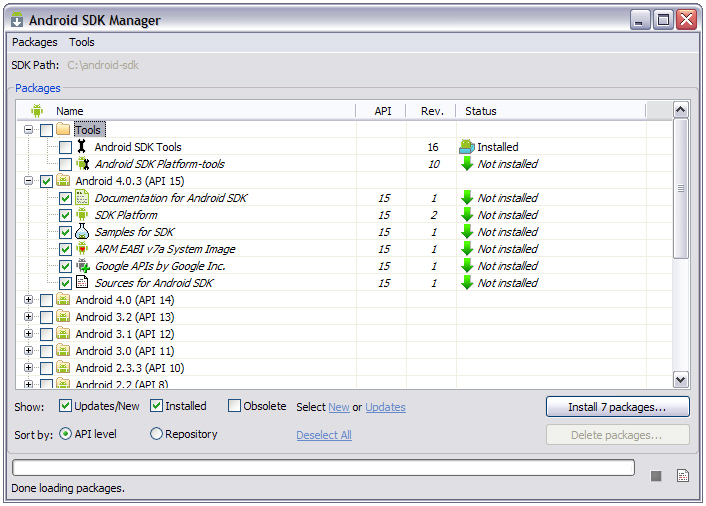 Android SDK Manager
Packages Tools
SDK Path: C:\android-sdk
Packages
Name API Rev. Status
Tools
Android SDK Tools 16 Installed
Android SDK Platform-tools 10 Not installed
Android 4.0.3 (API 15)
Documentation for Android SDK 15 1 Not installed
SDK Platform 15 2 Not installed
Samples for SDK 15 1 Not installed
ARM EABI v7a System Image 15 1 Not installed
Google APIs by Google Inc. 15 1 Not installed
Sources for Android SDK 15 1 Not installed
Android 4.0 (API 14)
Android 3.2 (API 13)
Android 3.1 (API 12)
Android 3.0 (API 11)
Android 2.3.3 (API 10)
Android 2.2 (API 8)
Show: Updates/New Installed Obsolete Select New or Updates Install 7 packages...
Sort by: API level Repository Deselect All Delete packages...
Done loading packages.